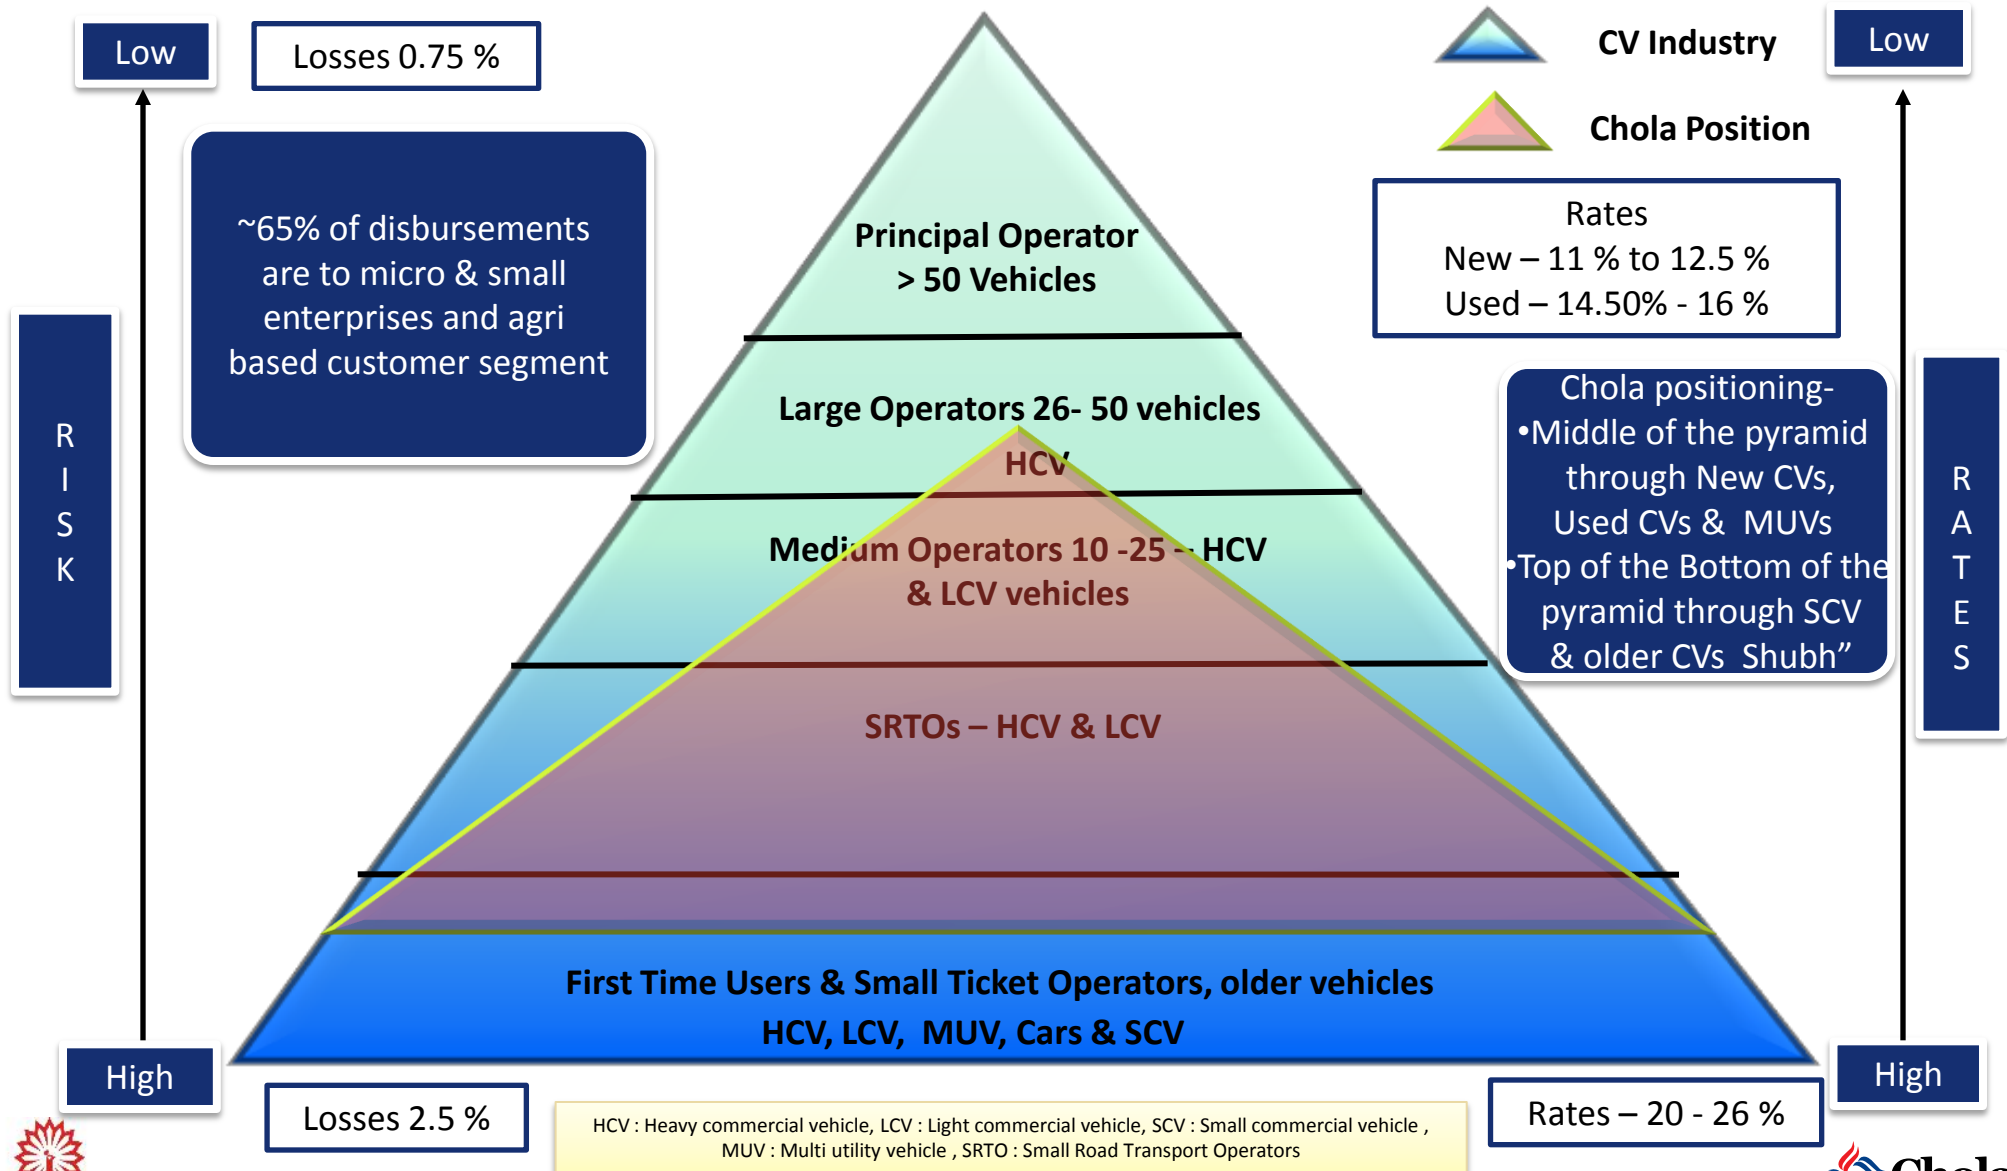 Low
Losses 0.75 %
CV Industry
Low
Chola Position
~65% of disbursements
are to micro & small
enterprises and agri
based customer segment
Principal Operator
> 50 Vehicles
Rates
New – 11 % to 12.5 %
Used – 14.50% - 16 %
R
I
S
K
Large Operators 26- 50 vehicles
HCV
Medium Operators 10 -25 – HCV
& LCV vehicles
SRTOs – HCV & LCV
First Time Users & Small Ticket Operators, older vehicles
HCV, LCV, MUV, Cars & SCV
Chola positioning-
•Middle of the pyramid
through New CVs,
Used CVs & MUVs
•Top of the Bottom of the
pyramid through SCV
& older CVs Shubh”
R
A
T
E
S
High
Losses 2.5 %
HCV : Heavy commercial vehicle, LCV : Light commercial vehicle, SCV : Small commercial vehicle ,
MUV : Multi utility vehicle , SRTO : Small Road Transport Operators
Rates – 20 - 26 %
High
Chola